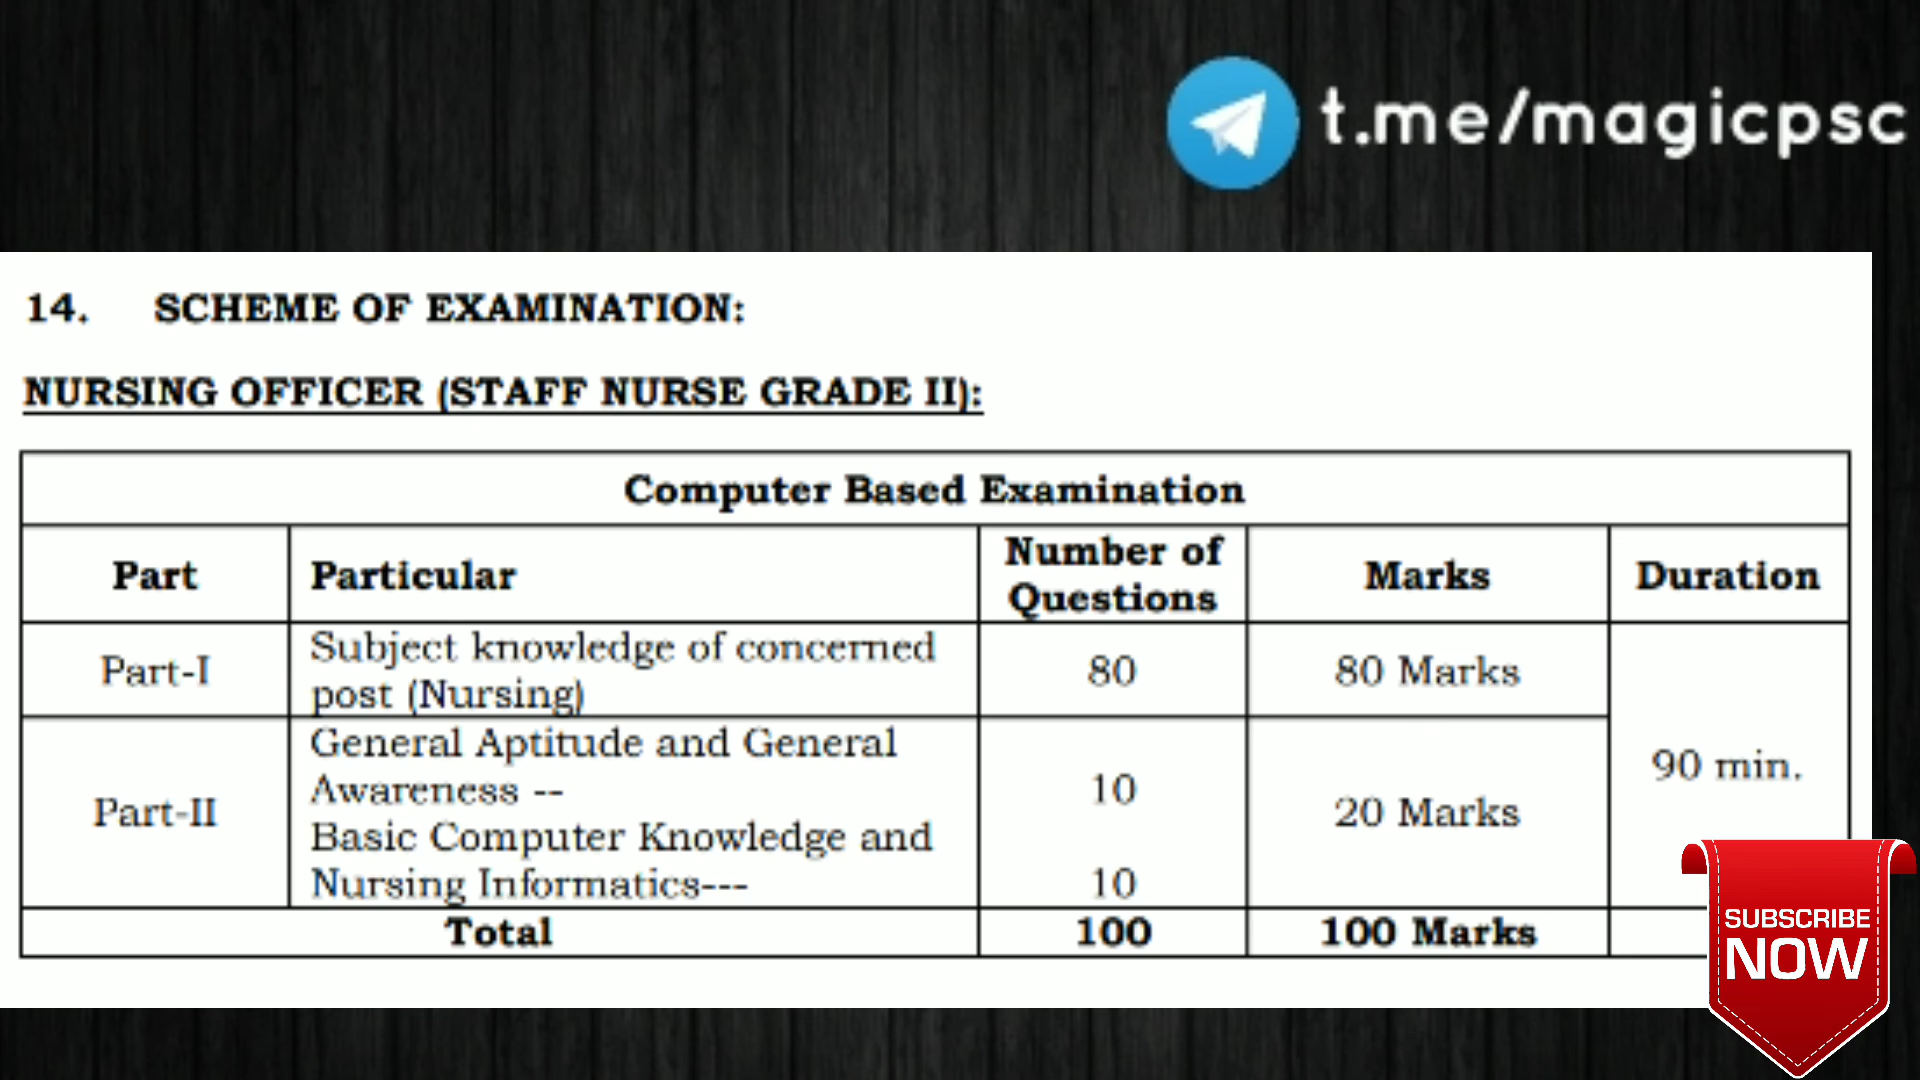 t.me/magicpsc
14. SCHEME OF EXAMINATION:
NURSING OFFICER (STAFF NURSE GRADE II):
Computer Based Examination
Part Particular Number of Questions Marks Duration
Part-I Subject knowledge of concerned post (Nursing) 80 80 Marks 90 min.
Part-II General Aptitude and General Awareness -- 10 20 Marks
Basic Computer Knowledge and Nursing Informatics--- 10
Total 100 100 Marks
SUBSCRIBE
NOW